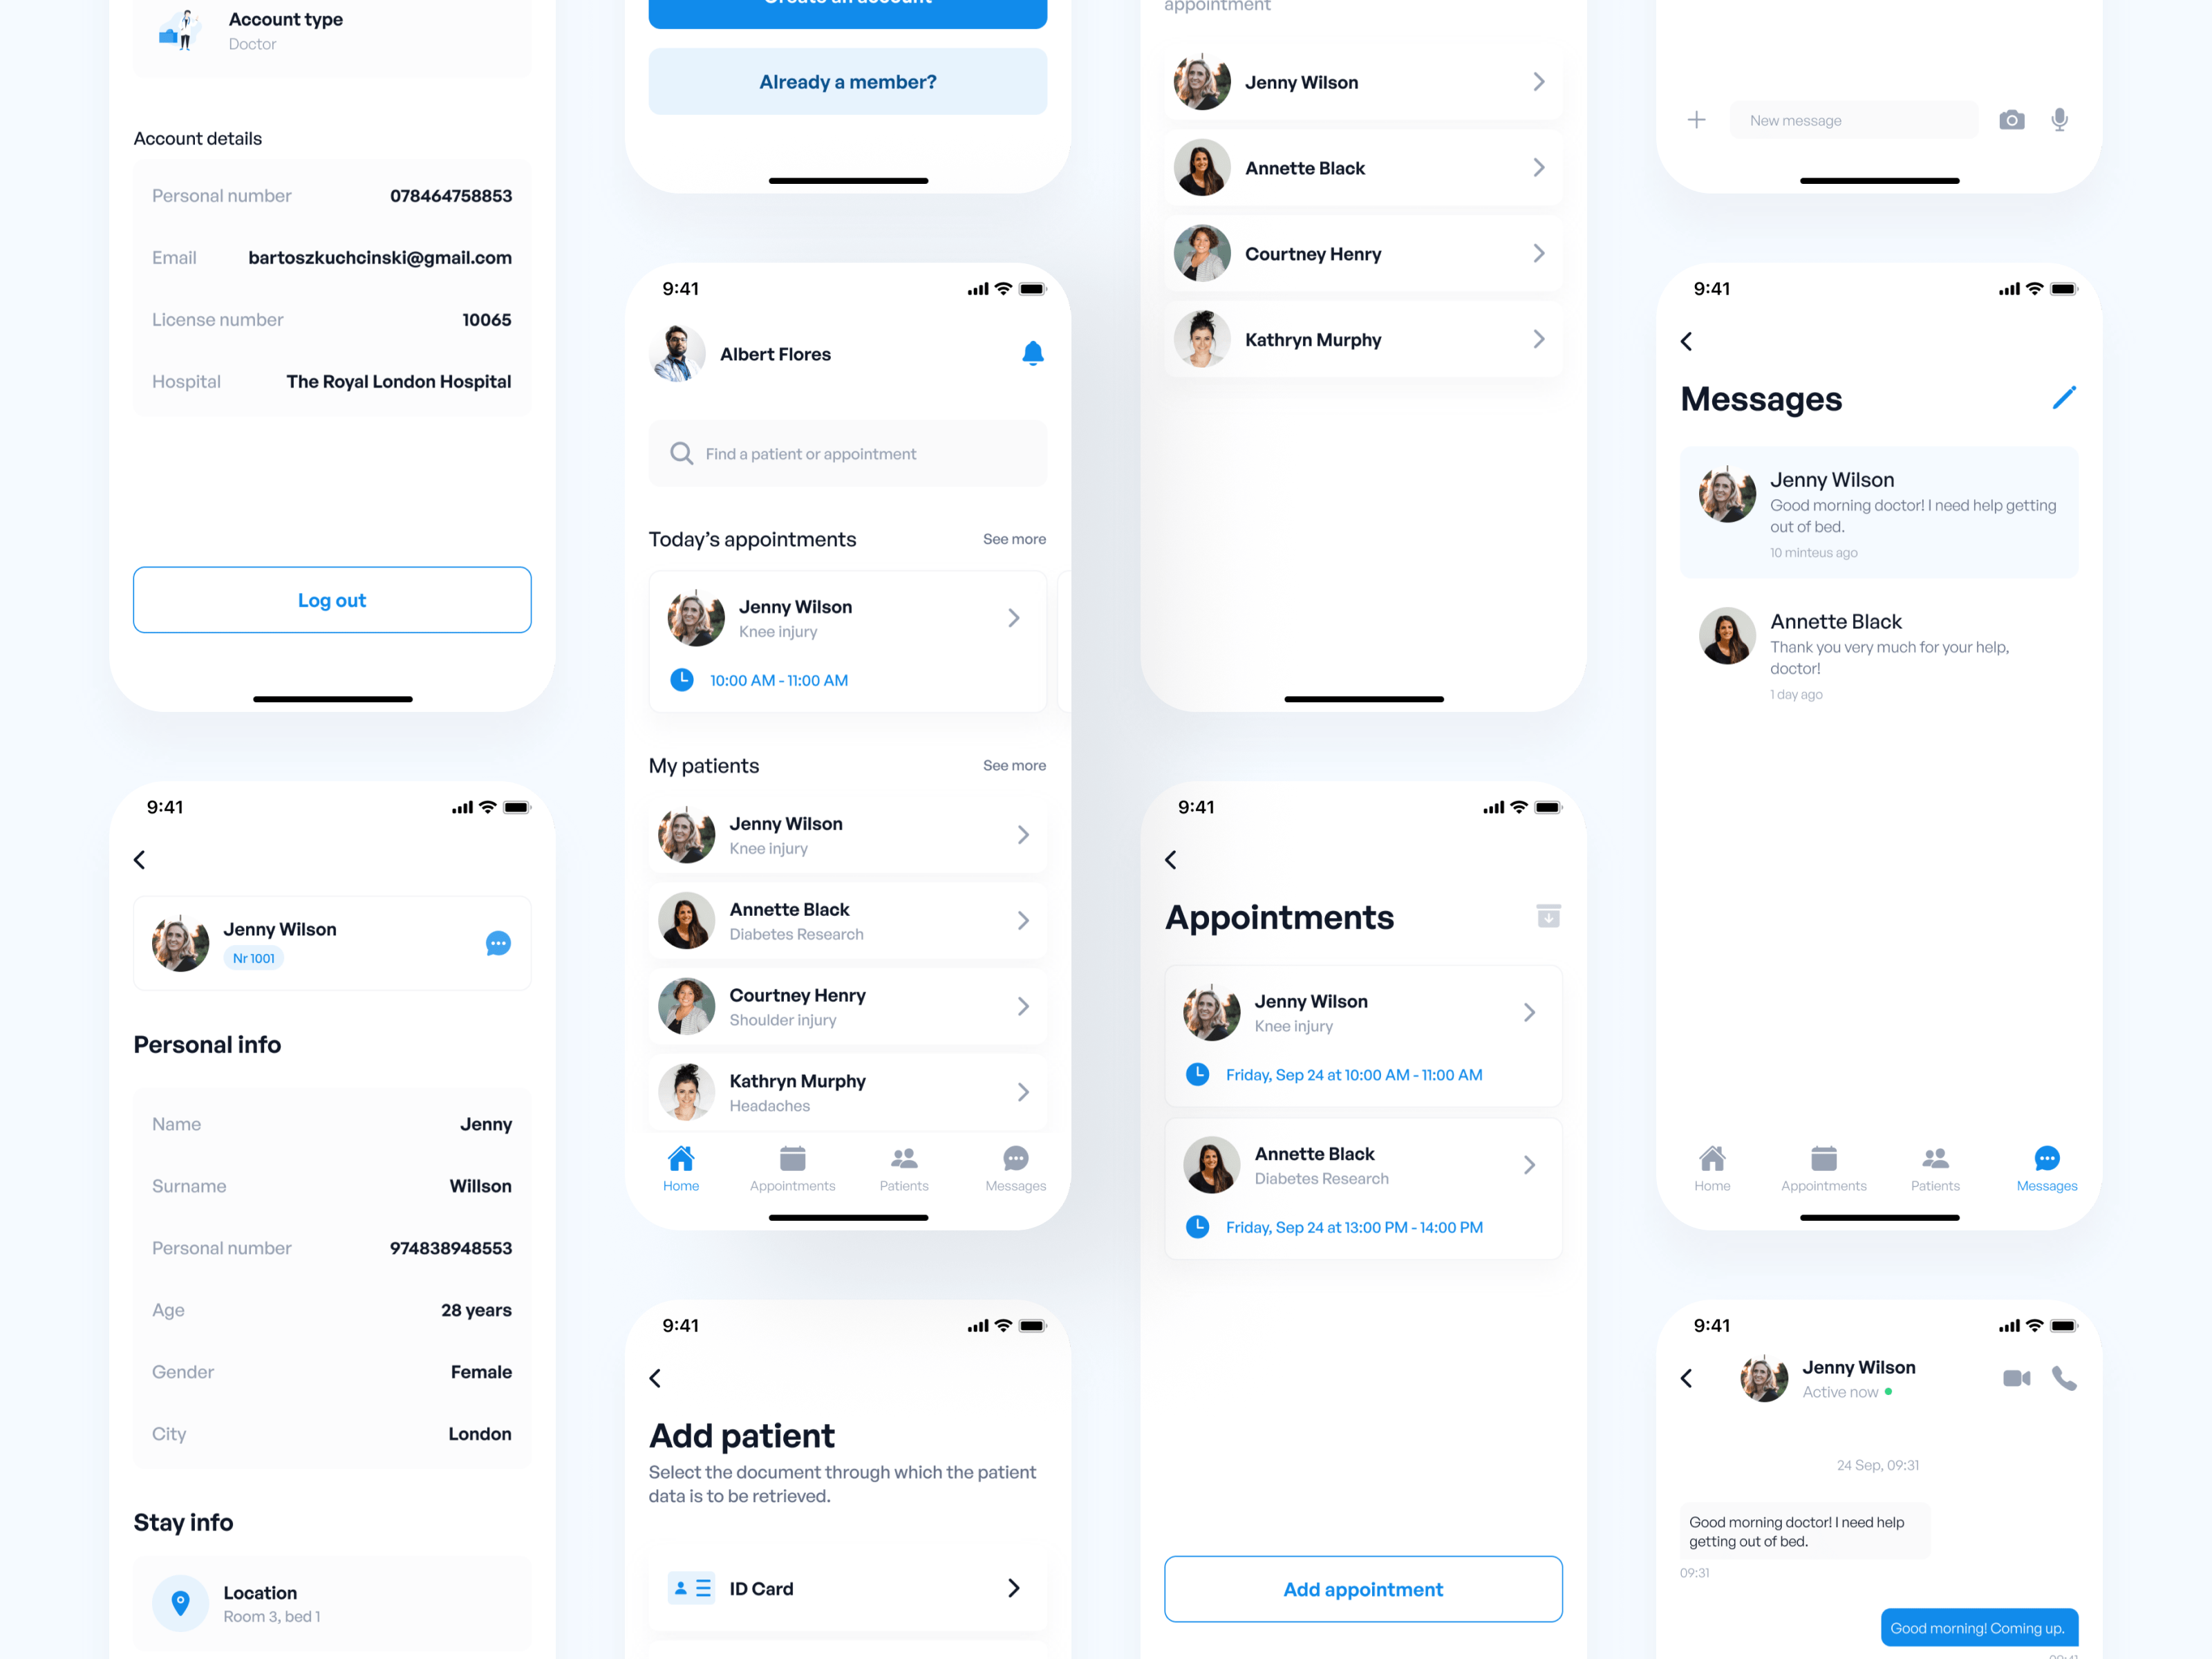 Account type
Doctor
Account details
Personal number 078464758853
Email bartoszkuchcinski@gmail.com
License number 10065
Hospital The Royal London Hospital
Log out
9:41
Jenny Wilson
Nr 1001
Personal info
Name Jenny
Surname Willson
Personal number 974838948553
Age 28 years
Gender Female
City London
Stay info
Location
Room 3, bed 1
Create an account
Already a member?
9:41
Albert Flores
Find a patient or appointment
Today's appointments See more
Jenny Wilson
Knee injury
10:00 AM - 11:00 AM
My patients See more
Jenny Wilson
Knee injury
Annette Black
Diabetes Research
Courtney Henry
Shoulder injury
Kathryn Murphy
Headaches
Home Appointments Patients Messages
9:41
Add patient
Select the document through which the patient
data is to be retrieved.
ID Card
appointment
Jenny Wilson
Annette Black
Courtney Henry
Kathryn Murphy
9:41
Appointments
Jenny Wilson
Knee injury
Friday, Sep 24 at 10:00 AM - 11:00 AM
Annette Black
Diabetes Research
Friday, Sep 24 at 13:00 PM - 14:00 PM
Add appointment
New message
9:41
Messages
Jenny Wilson
Good morning doctor! I need help getting
out of bed.
10 minteus ago
Annette Black
Thank you very much for your help,
doctor!
1 day ago
Home Appointments Patients Messages
9:41
Jenny Wilson
Active now
24 Sep, 09:31
Good morning doctor! I need help
getting out of bed.
09:31
Good morning! Coming up.